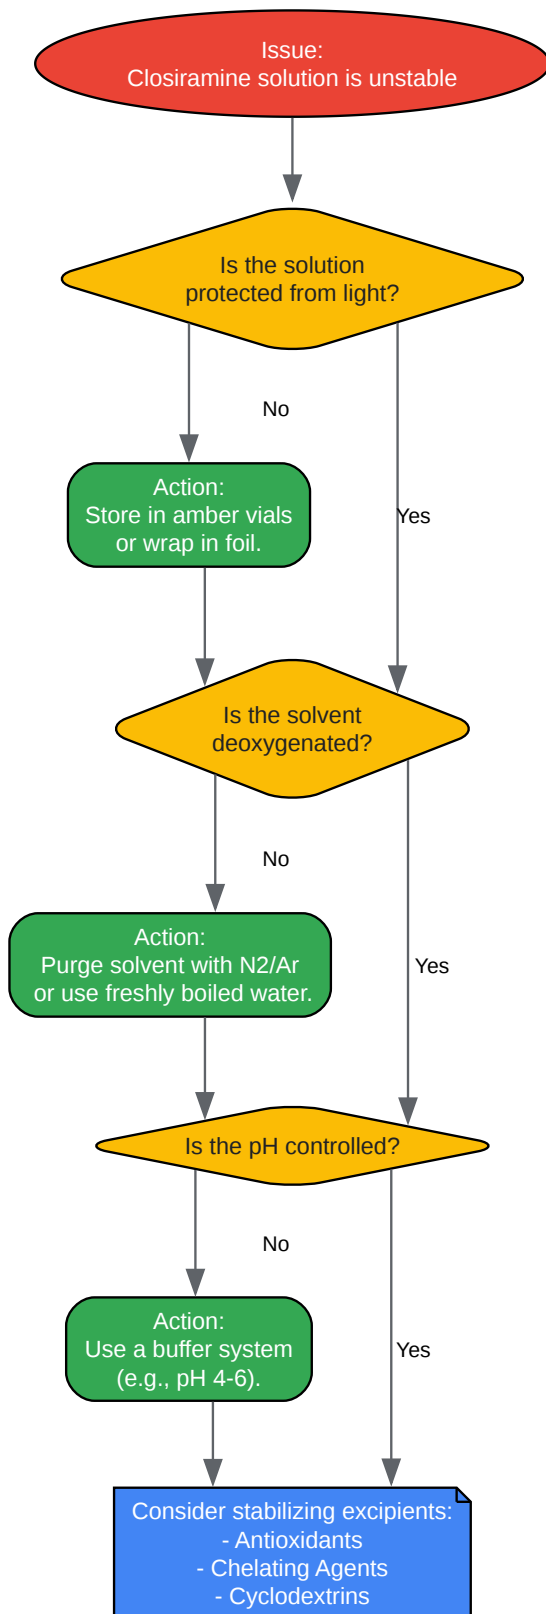 Issue:
Closiramine solution is unstable
Is the solution
protected from light?
No
Action:
Store in amber vials
or wrap in foil.
Yes
Is the solvent
deoxygenated?
No
Action:
Purge solvent with N2/Ar
or use freshly boiled water.
Yes
Is the pH controlled?
No
Action:
Use a buffer system
(e.g., pH 4-6).
Yes
Consider stabilizing excipients:
- Antioxidants
- Chelating Agents
- Cyclodextrins